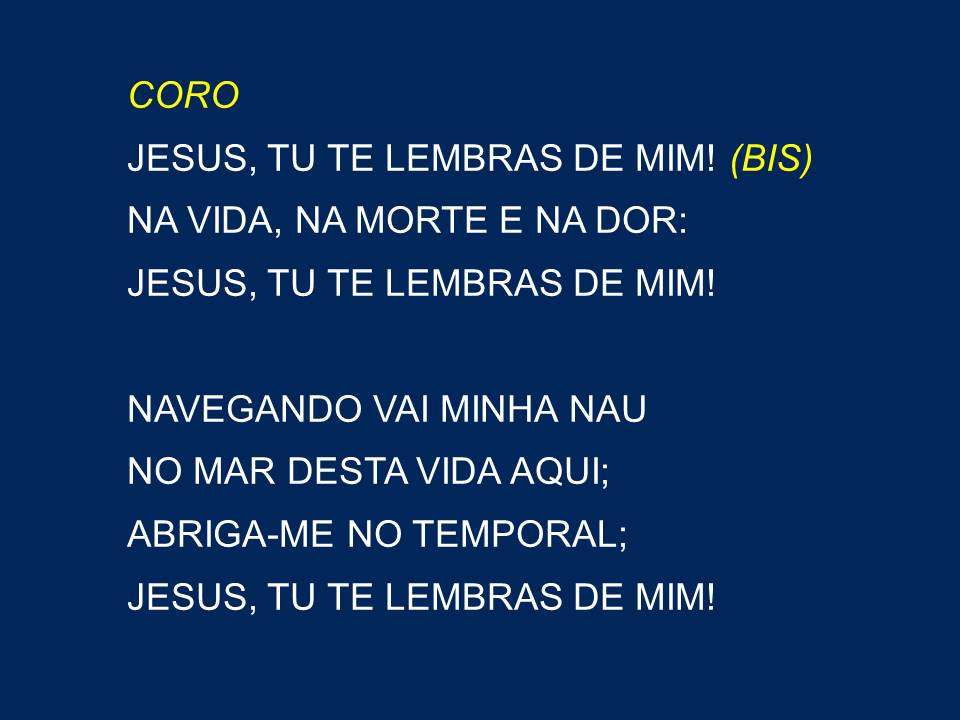 CORO
JESUS, TU TE LEMBRAS DE MIM! (BIS)
NA VIDA, NA MORTE E NA DOR:
JESUS, TU TE LEMBRAS DE MIM!
NAVEGANDO VAI MINHA NAU
NO MAR DESTA VIDA AQUI;
ABRIGA-ME NO TEMPORAL;
JESUS, TU TE LEMBRAS DE MIM!